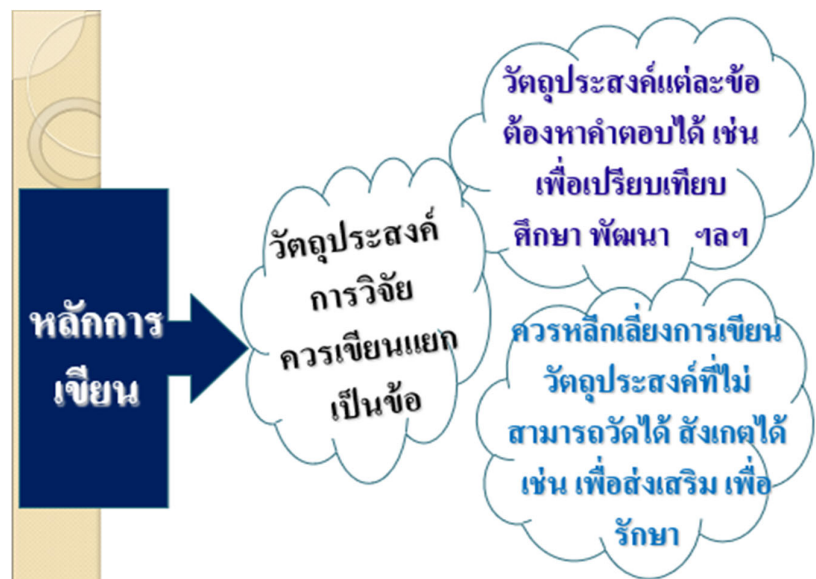 หลักการ
เขียน
วัตถุประสงค์
การวิจัย
ควรเขียนแยก
เป็นข้อ
วัตถุประสงค์แต่ละข้อ
ต้องหาคำตอบได้ เช่น
เพื่อเปรียบเทียบ
ศึกษา พัฒนา ฯลฯ
ควรหลีกเลี่ยงการเขียน
วัตถุประสงค์ที่ไม่
สามารถวัดได้ สังเกตได้
เช่น เพื่อส่งเสริม เพื่อ
รักษา